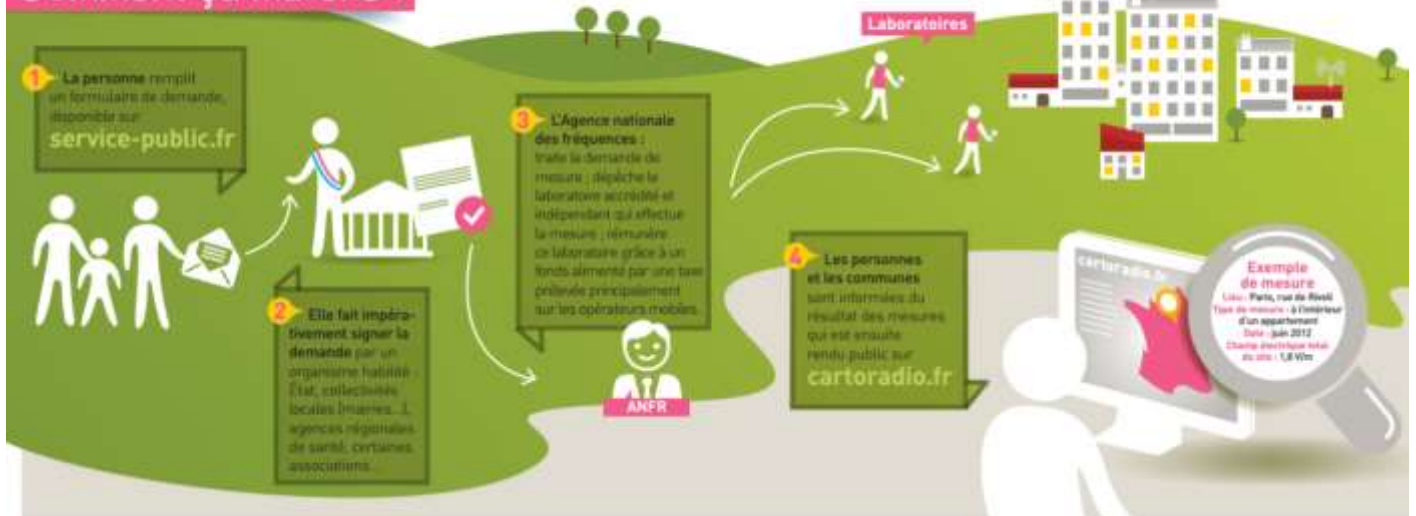 Laboratoires
1 La personne remplit
un formulaire de demande,
disponible sur
service-public.fr
2 Elle fait impéra-
tivement signer la
demande par un
organisme habilité :
État, collectivités
locales (mairies...),
agences régionales
de santé, certaines
associations...
3 L'Agence nationale
des fréquences :
traite la demande de
mesure ; dépêche le
laboratoire accrédité et
indépendant qui effectue
la mesure ; rémunère
ce laboratoire grâce à un
fonds alimenté par une taxe
prélevée principalement
sur les opérateurs mobiles.
ANFR
4 Les personnes
et les communes
sont informées du
résultat des mesures
qui est ensuite
rendu public sur
cartoradio.fr
cartoradio.fr
Exemple
de mesure
Lieu : Paris, rue de Rivoli
Type de mesure : à l'intérieur
d'un appartement
Date : juin 2012
Champ électrique total
du site : 1,8 V/m